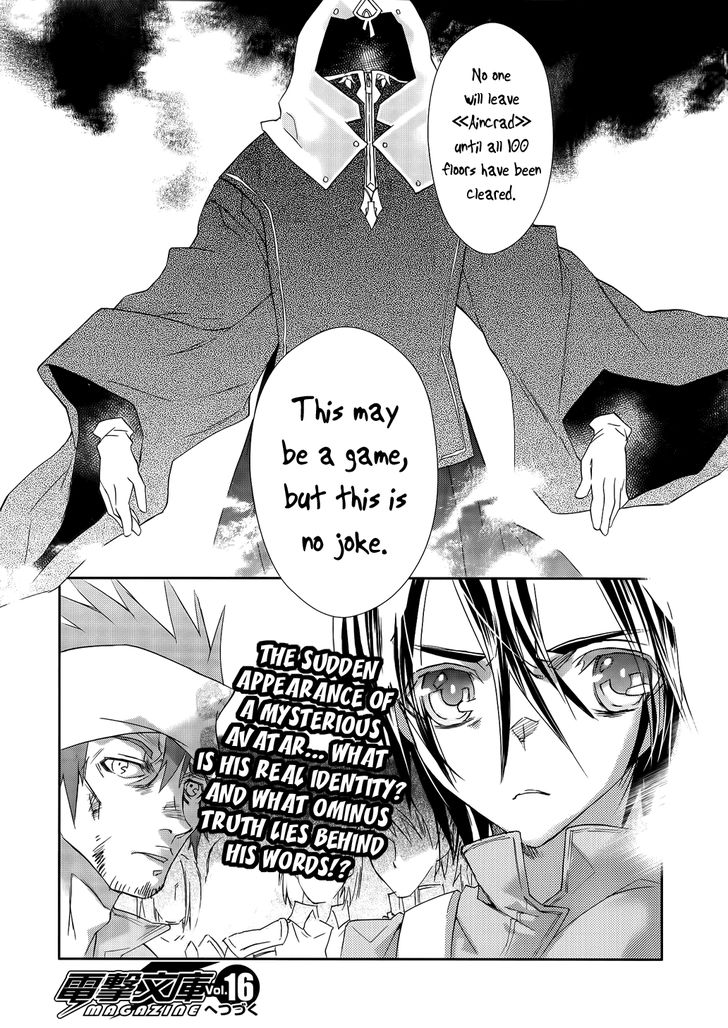 No one
will leave
≪Aincrad≫
until all 100
floors have been
cleared.
This may
be a game,
but this is
no joke.
THE SUDDEN
APPEARANCE OF
A MYSTERIOUS
AVATAR... WHAT
IS HIS REAL IDENTITY?
AND WHAT OMINUS
TRUTH LIES BEHIND
HIS WORDS!?
電撃文庫 Vol.16
MAGAZINE へつづく